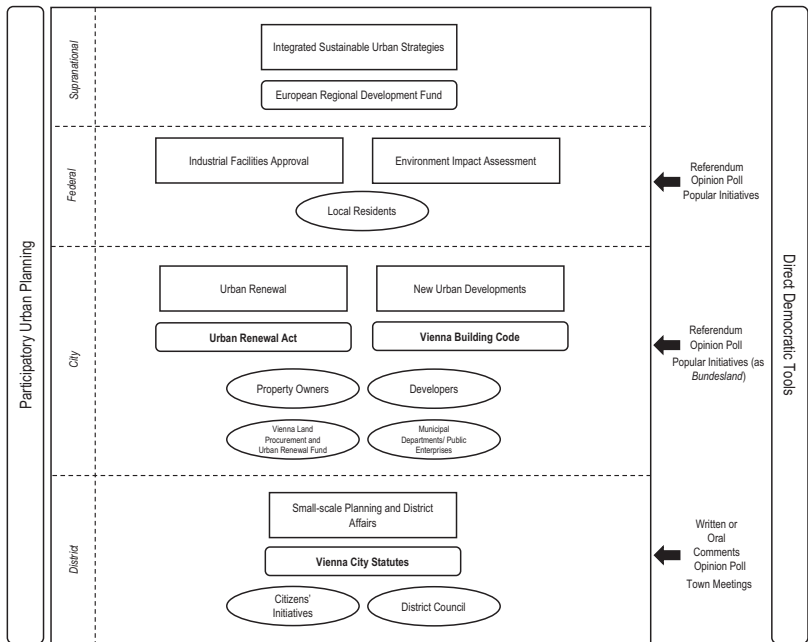 Participatory Urban Planning
Supranational
Integrated Sustainable Urban Strategies
European Regional Development Fund
Federal
Industrial Facilities Approval
Environment Impact Assessment
Local Residents
Referendum
Opinion Poll
Popular Initiatives
City
Urban Renewal
New Urban Developments
Urban Renewal Act
Vienna Building Code
Property Owners
Developers
Vienna Land
Procurement and
Urban Renewal Fund
Municipal
Departments/ Public
Enterprises
Referendum
Opinion Poll
Popular Initiatives (as
Bundesland)
District
Small-scale Planning and District
Affairs
Vienna City Statutes
Citizens'
Initiatives
District Council
Written or
Oral
Comments
Opinion Poll
Town Meetings
Direct Democratic Tools